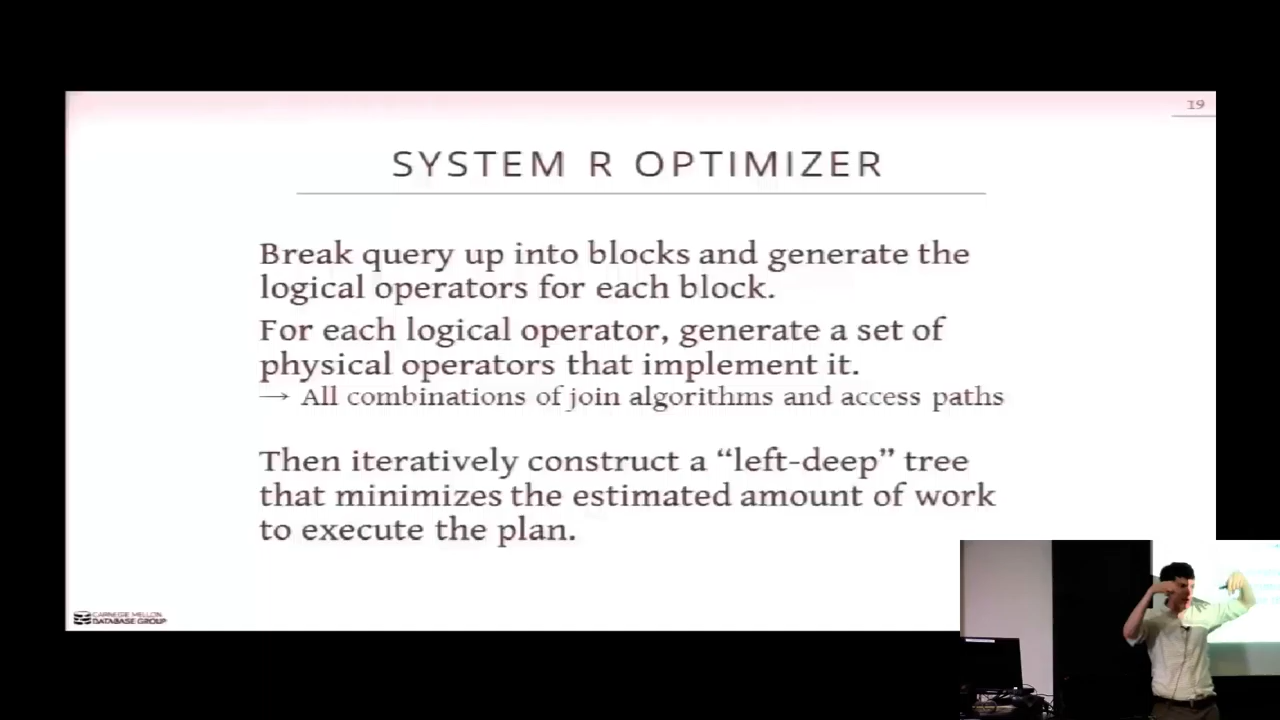 19
SYSTEM R OPTIMIZER
Break query up into blocks and generate the
logical operators for each block.
For each logical operator, generate a set of
physical operators that implement it.
→ All combinations of join algorithms and access paths
Then iteratively construct a “left-deep” tree
that minimizes the estimated amount of work
to execute the plan.
CARNEGIE MELLON
DATABASE GROUP